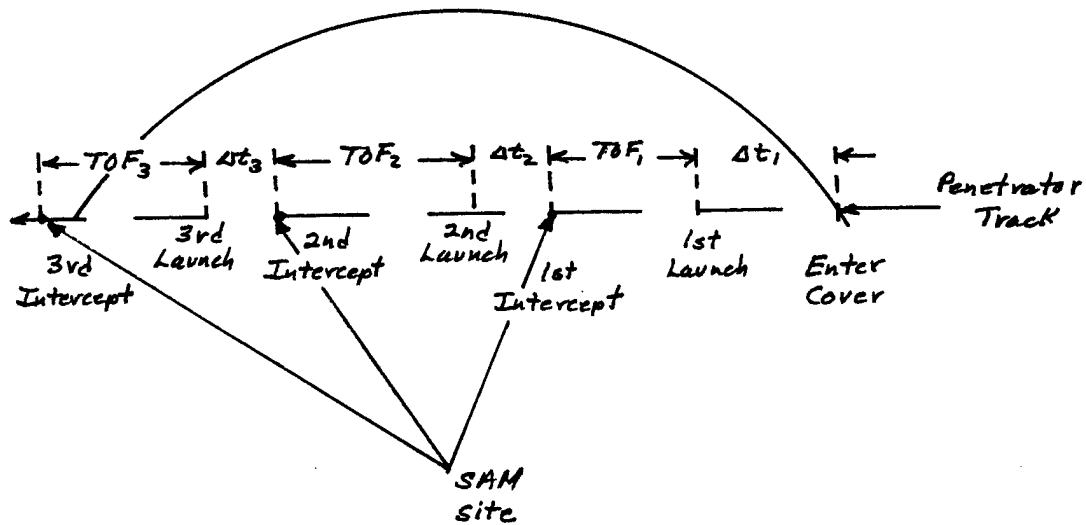 TOF₃ Δt₃ TOF₂ Δt₂ TOF₁ Δt₁
Penetrator
Track
3rd
Intercept
3rd
Launch
2nd
Intercept
2nd
Launch
1st
Intercept
1st
Launch
Enter
Cover
SAM
site